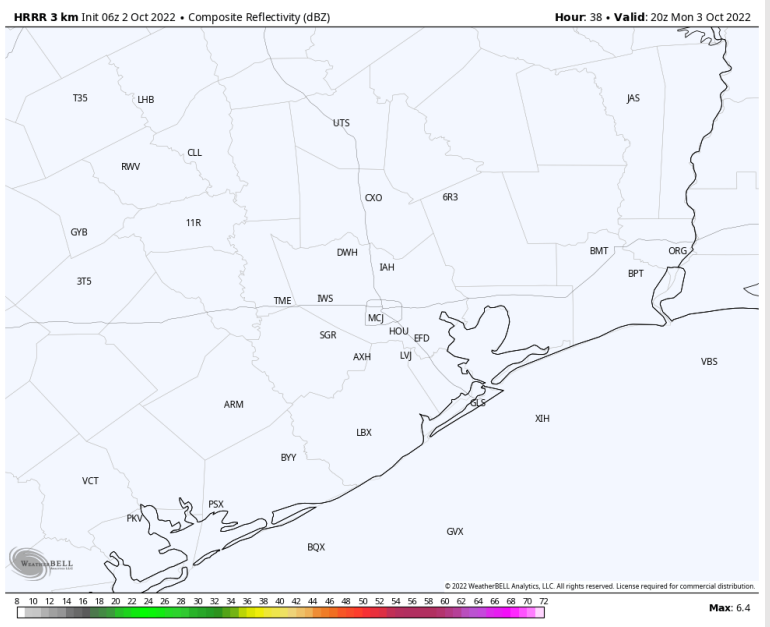 HRRR 3 km Init 06z 2 Oct 2022 • Composite Reflectivity (dBZ)
Hour: 38 • Valid: 20z Mon 3 Oct 2022
T35
LHB
JAS
UTS
CLL
RWV
CXO
6R3
11R
GYB
DWH
BMT
ORG
IAH
BPT
3T5
TME
IWS
MCJ
SGR
HOU
EFD
AXH
LVJ
VBS
ARM
GLS
XIH
LBX
BYY
VCT
PSX
PKV
GVX
BQX
WEATHERBELL
© 2022 WeatherBELL Analytics, LLC. All rights reserved. License required for commercial distribution.
8 10 12 14 16 18 20 22 24 26 28 30 32 34 36 38 40 42 44 46 48 50 52 54 56 58 60 62 64 66 68 70 72
Max: 6.4